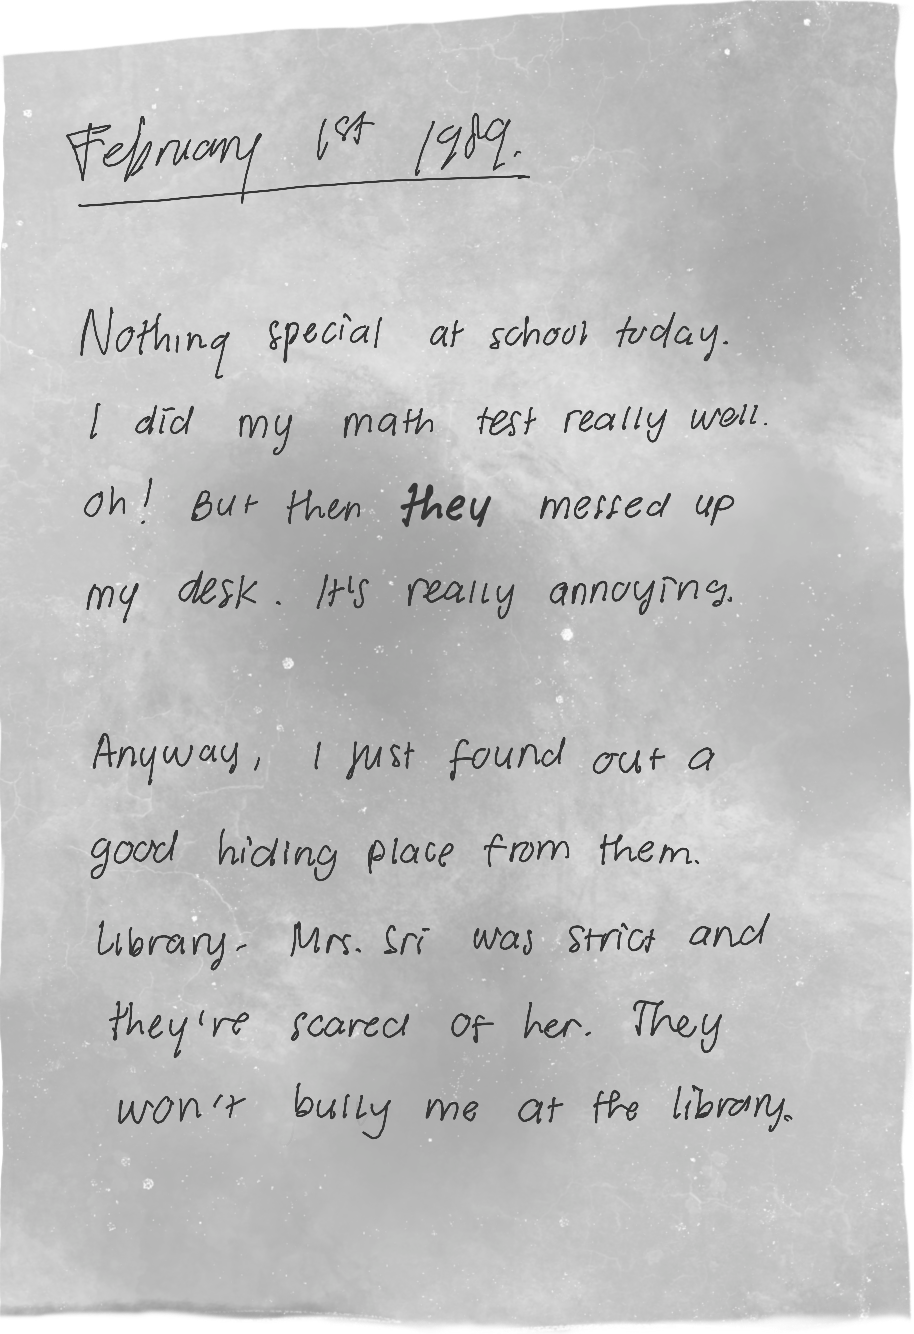 February 1st 1989.
Nothing special at school today.
I did my math test really well.
Oh! But then they messed up
my desk. It's really annoying.
Anyway, I just found out a
good hiding place from them.
Library. Mrs. Sri was strict and
they're scared of her. They
won't bully me at the library.